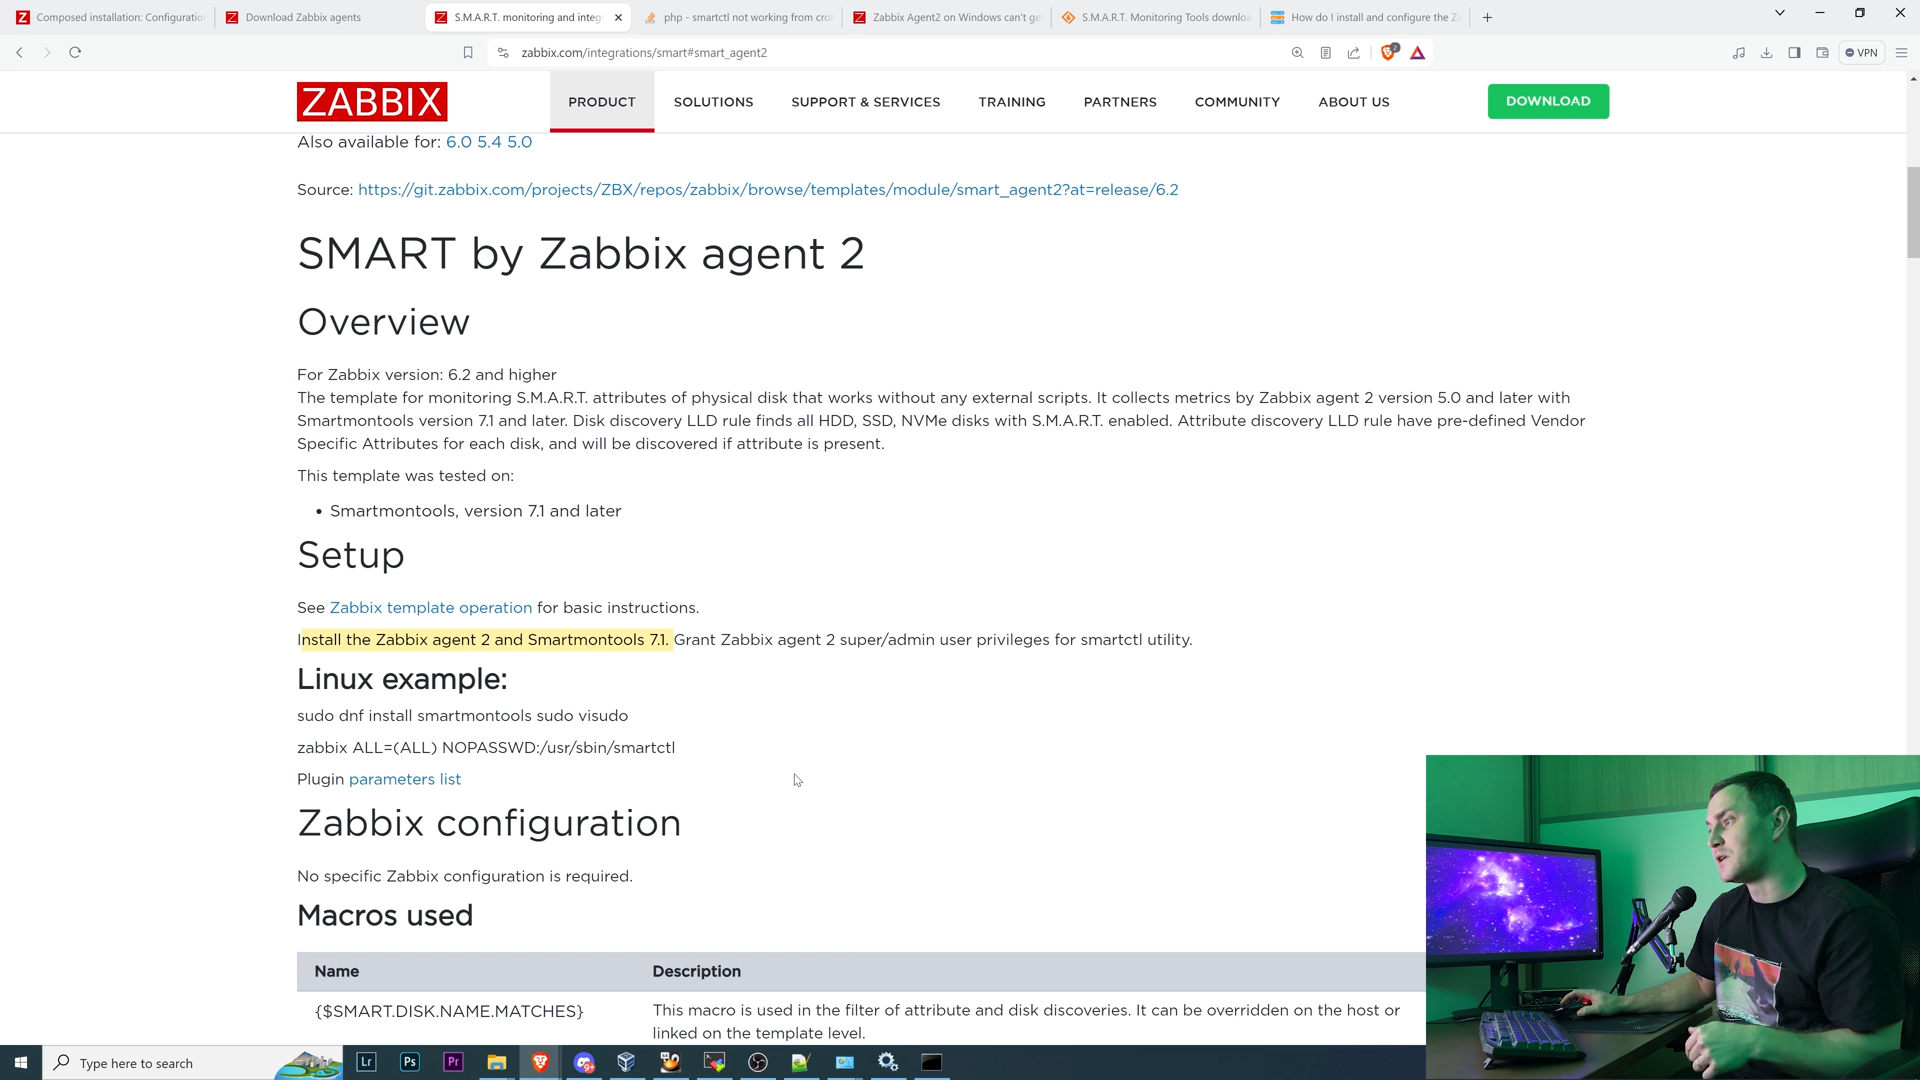 Composed installation: Configuratio
Download Zabbix agents
S.M.A.R.T. monitoring and integ
php - smartctl not working from cro
Zabbix Agent2 on Windows can't ge
S.M.A.R.T. Monitoring Tools downloa
How do I install and configure the Z
zabbix.com/integrations/smart#smart_agent2
2
VPN
ZABBIX
PRODUCT
SOLUTIONS
SUPPORT & SERVICES
TRAINING
PARTNERS
COMMUNITY
ABOUT US
DOWNLOAD
Also available for: 6.0 5.4 5.0
Source: https://git.zabbix.com/projects/ZBX/repos/zabbix/browse/templates/module/smart_agent2?at=release/6.2
SMART by Zabbix agent 2
Overview
For Zabbix version: 6.2 and higher
The template for monitoring S.M.A.R.T. attributes of physical disk that works without any external scripts. It collects metrics by Zabbix agent 2 version 5.0 and later with
Smartmontools version 7.1 and later. Disk discovery LLD rule finds all HDD, SSD, NVMe disks with S.M.A.R.T. enabled. Attribute discovery LLD rule have pre-defined Vendor
Specific Attributes for each disk, and will be discovered if attribute is present.
This template was tested on:
• Smartmontools, version 7.1 and later
Setup
See Zabbix template operation for basic instructions.
Install the Zabbix agent 2 and Smartmontools 7.1. Grant Zabbix agent 2 super/admin user privileges for smartctl utility.
Linux example:
sudo dnf install smartmontools sudo visudo
zabbix ALL=(ALL) NOPASSWD:/usr/sbin/smartctl
Plugin parameters list
Zabbix configuration
No specific Zabbix configuration is required.
Macros used
Name
Description
{$SMART.DISK.NAME.MATCHES}
This macro is used in the filter of attribute and disk discoveries. It can be overridden on the host or
linked on the template level.
Type here to search
Lr
Ps
Pr